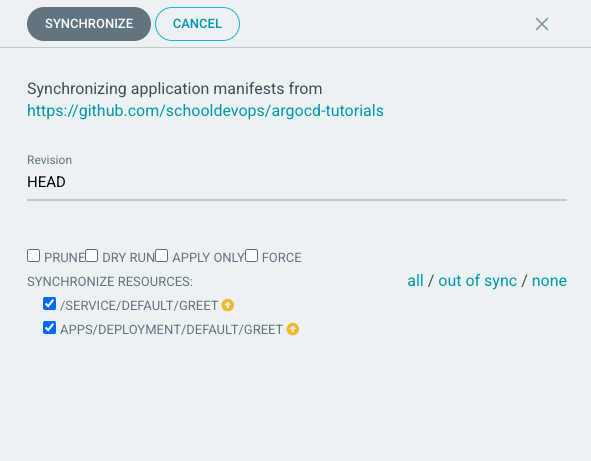 SYNCHRONIZE CANCEL
Synchronizing application manifests from
https://github.com/schooldevops/argocd-tutorials
Revision
HEAD
PRUNE DRY RUN APPLY ONLY FORCE
SYNCHRONIZE RESOURCES: all / out of sync / none
/SERVICE/DEFAULT/GREET
APPS/DEPLOYMENT/DEFAULT/GREET